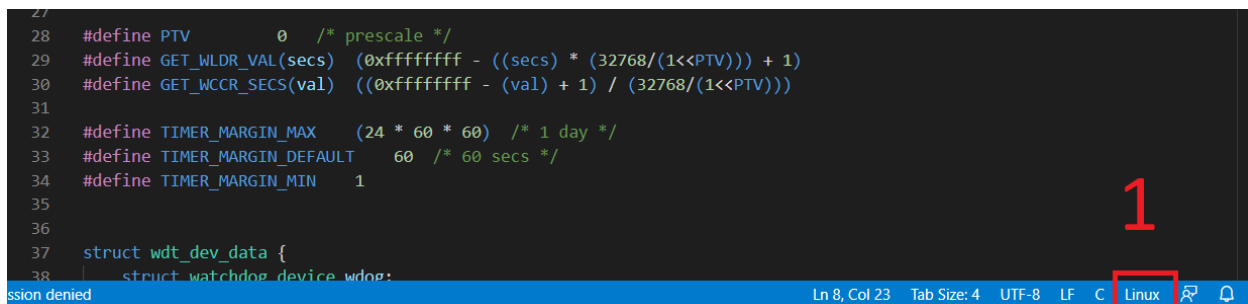 27
28 #define PTV 0 /* prescale */
29 #define GET_WLDR_VAL(secs) (0xffffffff - ((secs) * (32768/(1<<PTV))) + 1)
30 #define GET_WCCR_SECS(val) ((0xffffffff - (val) + 1) / (32768/(1<<PTV)))
31
32 #define TIMER_MARGIN_MAX (24 * 60 * 60) /* 1 day */
33 #define TIMER_MARGIN_DEFAULT 60 /* 60 secs */
34 #define TIMER_MARGIN_MIN 1
35
36
37 struct wdt_dev_data {
38 struct watchdog_device wdog;
1
ssion denied Ln 8, Col 23 Tab Size: 4 UTF-8 LF C Linux